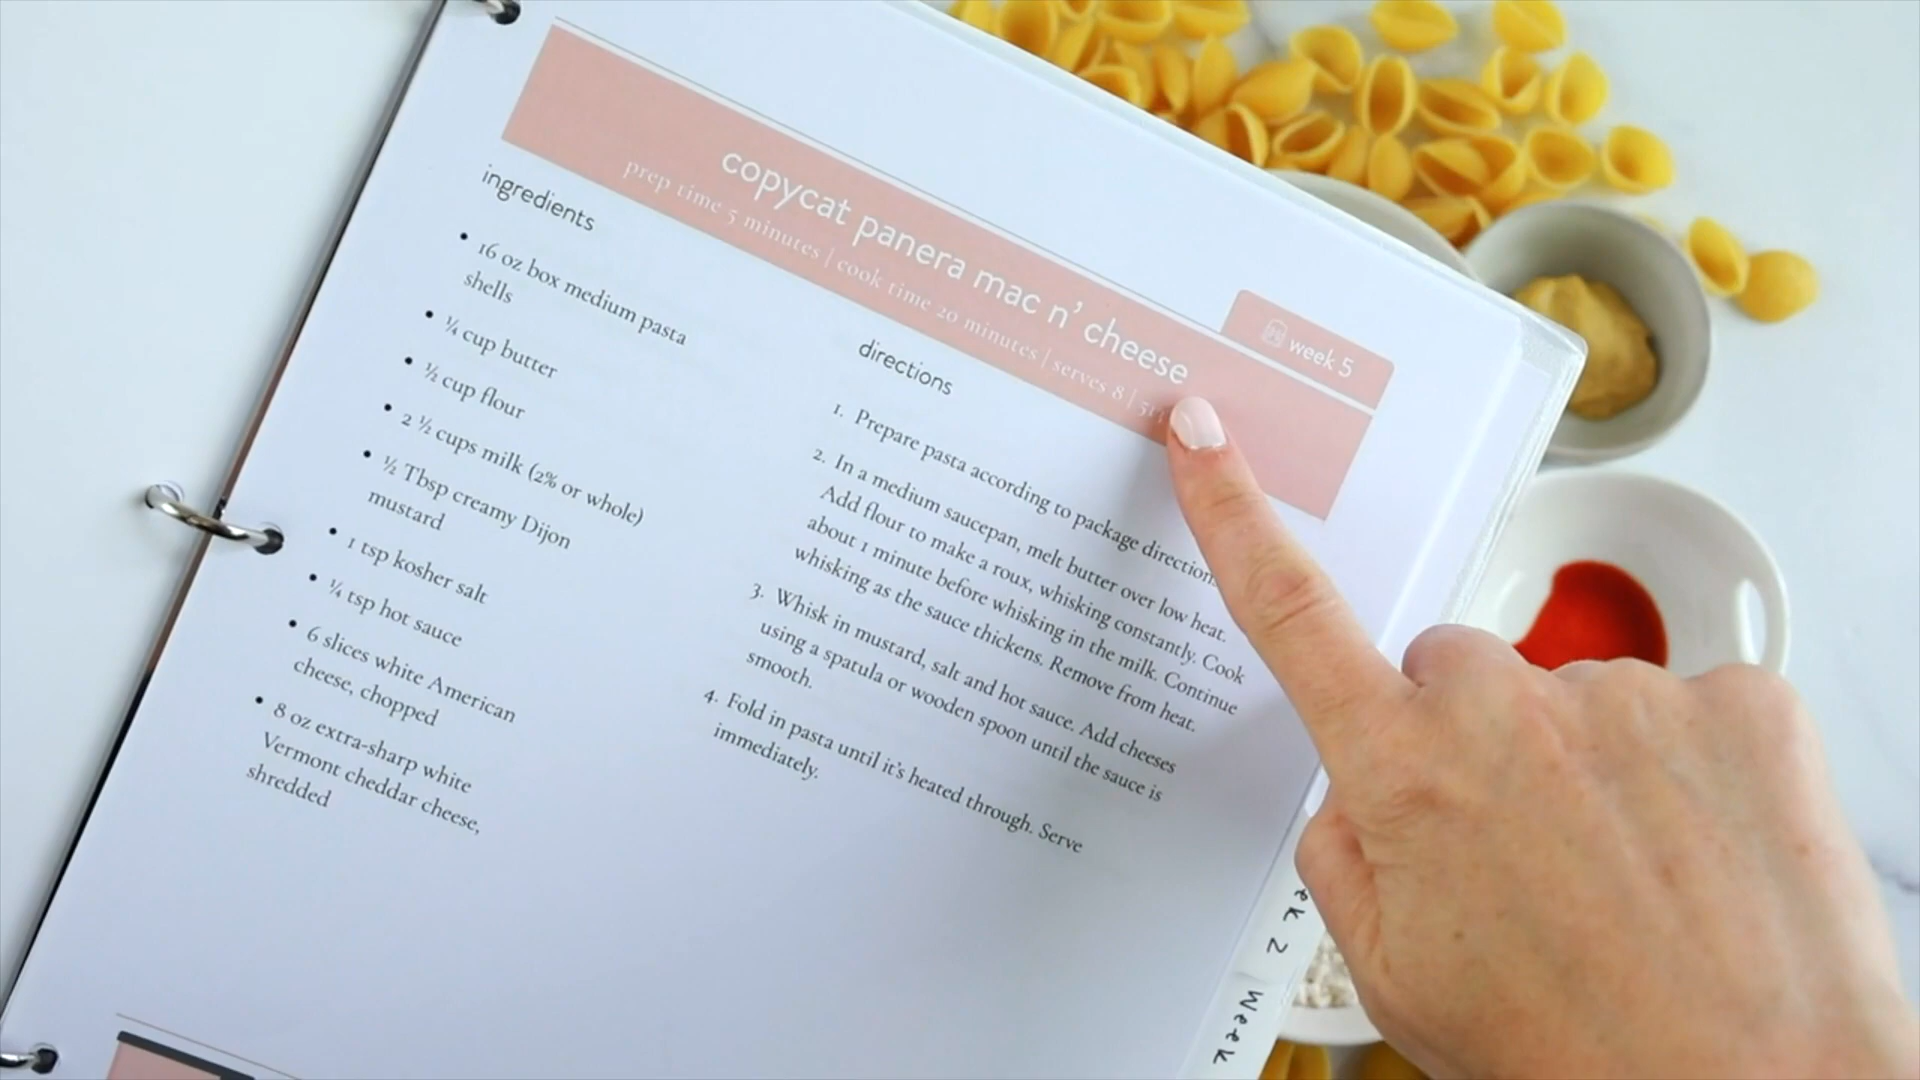 copycat panera mac n' cheese
prep time 5 minutes | cook time 20 minutes | serves 8 |
week 5
ingredients
• 16 oz box medium pasta
shells
• ¼ cup butter
• ½ cup flour
• 2 ½ cups milk (2% or whole)
• ½ Tbsp creamy Dijon
mustard
• 1 tsp kosher salt
• ¼ tsp hot sauce
• 6 slices white American
cheese, chopped
• 8 oz extra-sharp white
Vermont cheddar cheese,
shredded
directions
1. Prepare pasta according to package directions.
2. In a medium saucepan, melt butter over low heat.
Add flour to make a roux, whisking constantly. Cook
about 1 minute before whisking in the milk. Continue
whisking as the sauce thickens. Remove from heat.
3. Whisk in mustard, salt and hot sauce. Add cheeses
using a spatula or wooden spoon until the sauce is
smooth.
4. Fold in pasta until it's heated through. Serve
immediately.
ek 2
Week